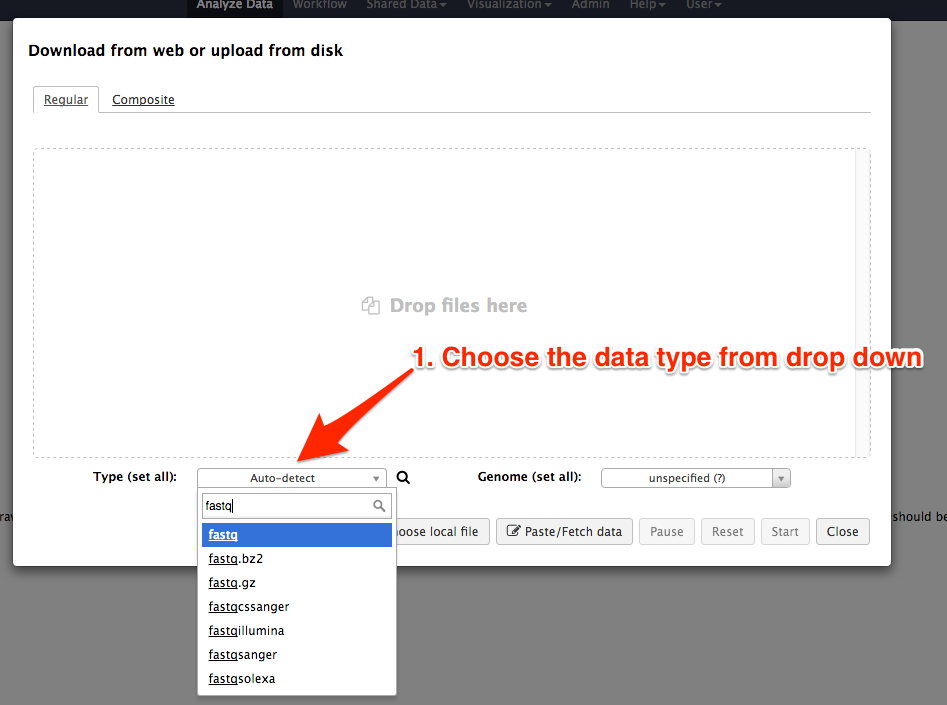 Analyze Data Workflow Shared Data Visualization Admin Help User
Download from web or upload from disk
Regular Composite
Drop files here
1. Choose the data type from drop down
Type (set all): Auto-detect Genome (set all): unspecified (?)
fastq
should be
fastq
oose local file Paste/Fetch data Pause Reset Start Close
fastq.bz2
fastq.gz
fastqcssanger
fastqillumina
fastqsanger
fastqsolexa